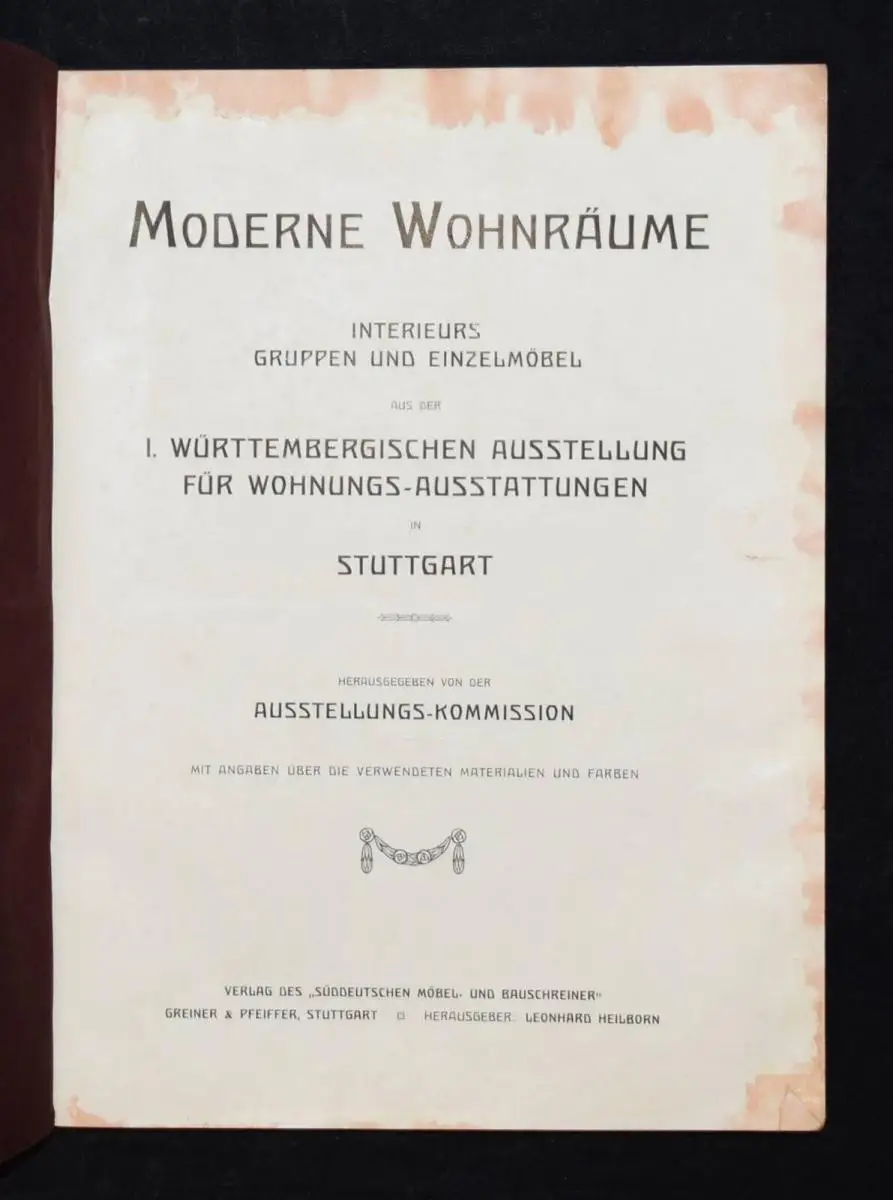 MODERNE WOHNRÄUME
INTERIEURS
GRUPPEN UND EINZELMÖBEL
AUS DER
I. WÜRTTEMBERGISCHEN AUSSTELLUNG
FÜR WOHNUNGS-AUSSTATTUNGEN
IN
STUTTGART
HERAUSGEGEBEN VON DER
AUSSTELLUNGS-KOMMISSION
MIT ANGABEN ÜBER DIE VERWENDETEN MATERIALIEN UND FARBEN
VERLAG DES „SÜDDEUTSCHEN MÖBEL- UND BAUSCHREINER"
GREINER & PFEIFFER, STUTTGART □ HERAUSGEBER: LEONHARD HEILBORN